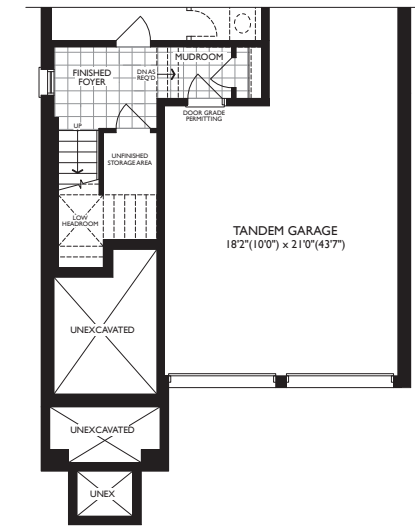 MUDROOM
FINISHED
FOYER
DN AS
REQ'D
DOOR GRADE
PERMITTING
UP
UNFINISHED
STORAGE AREA
LOW
HEADROOM
TANDEM GARAGE
18'2"(10'0") x 21'0"(43'7")
UNEXCAVATED
UNEXCAVATED
UNEX